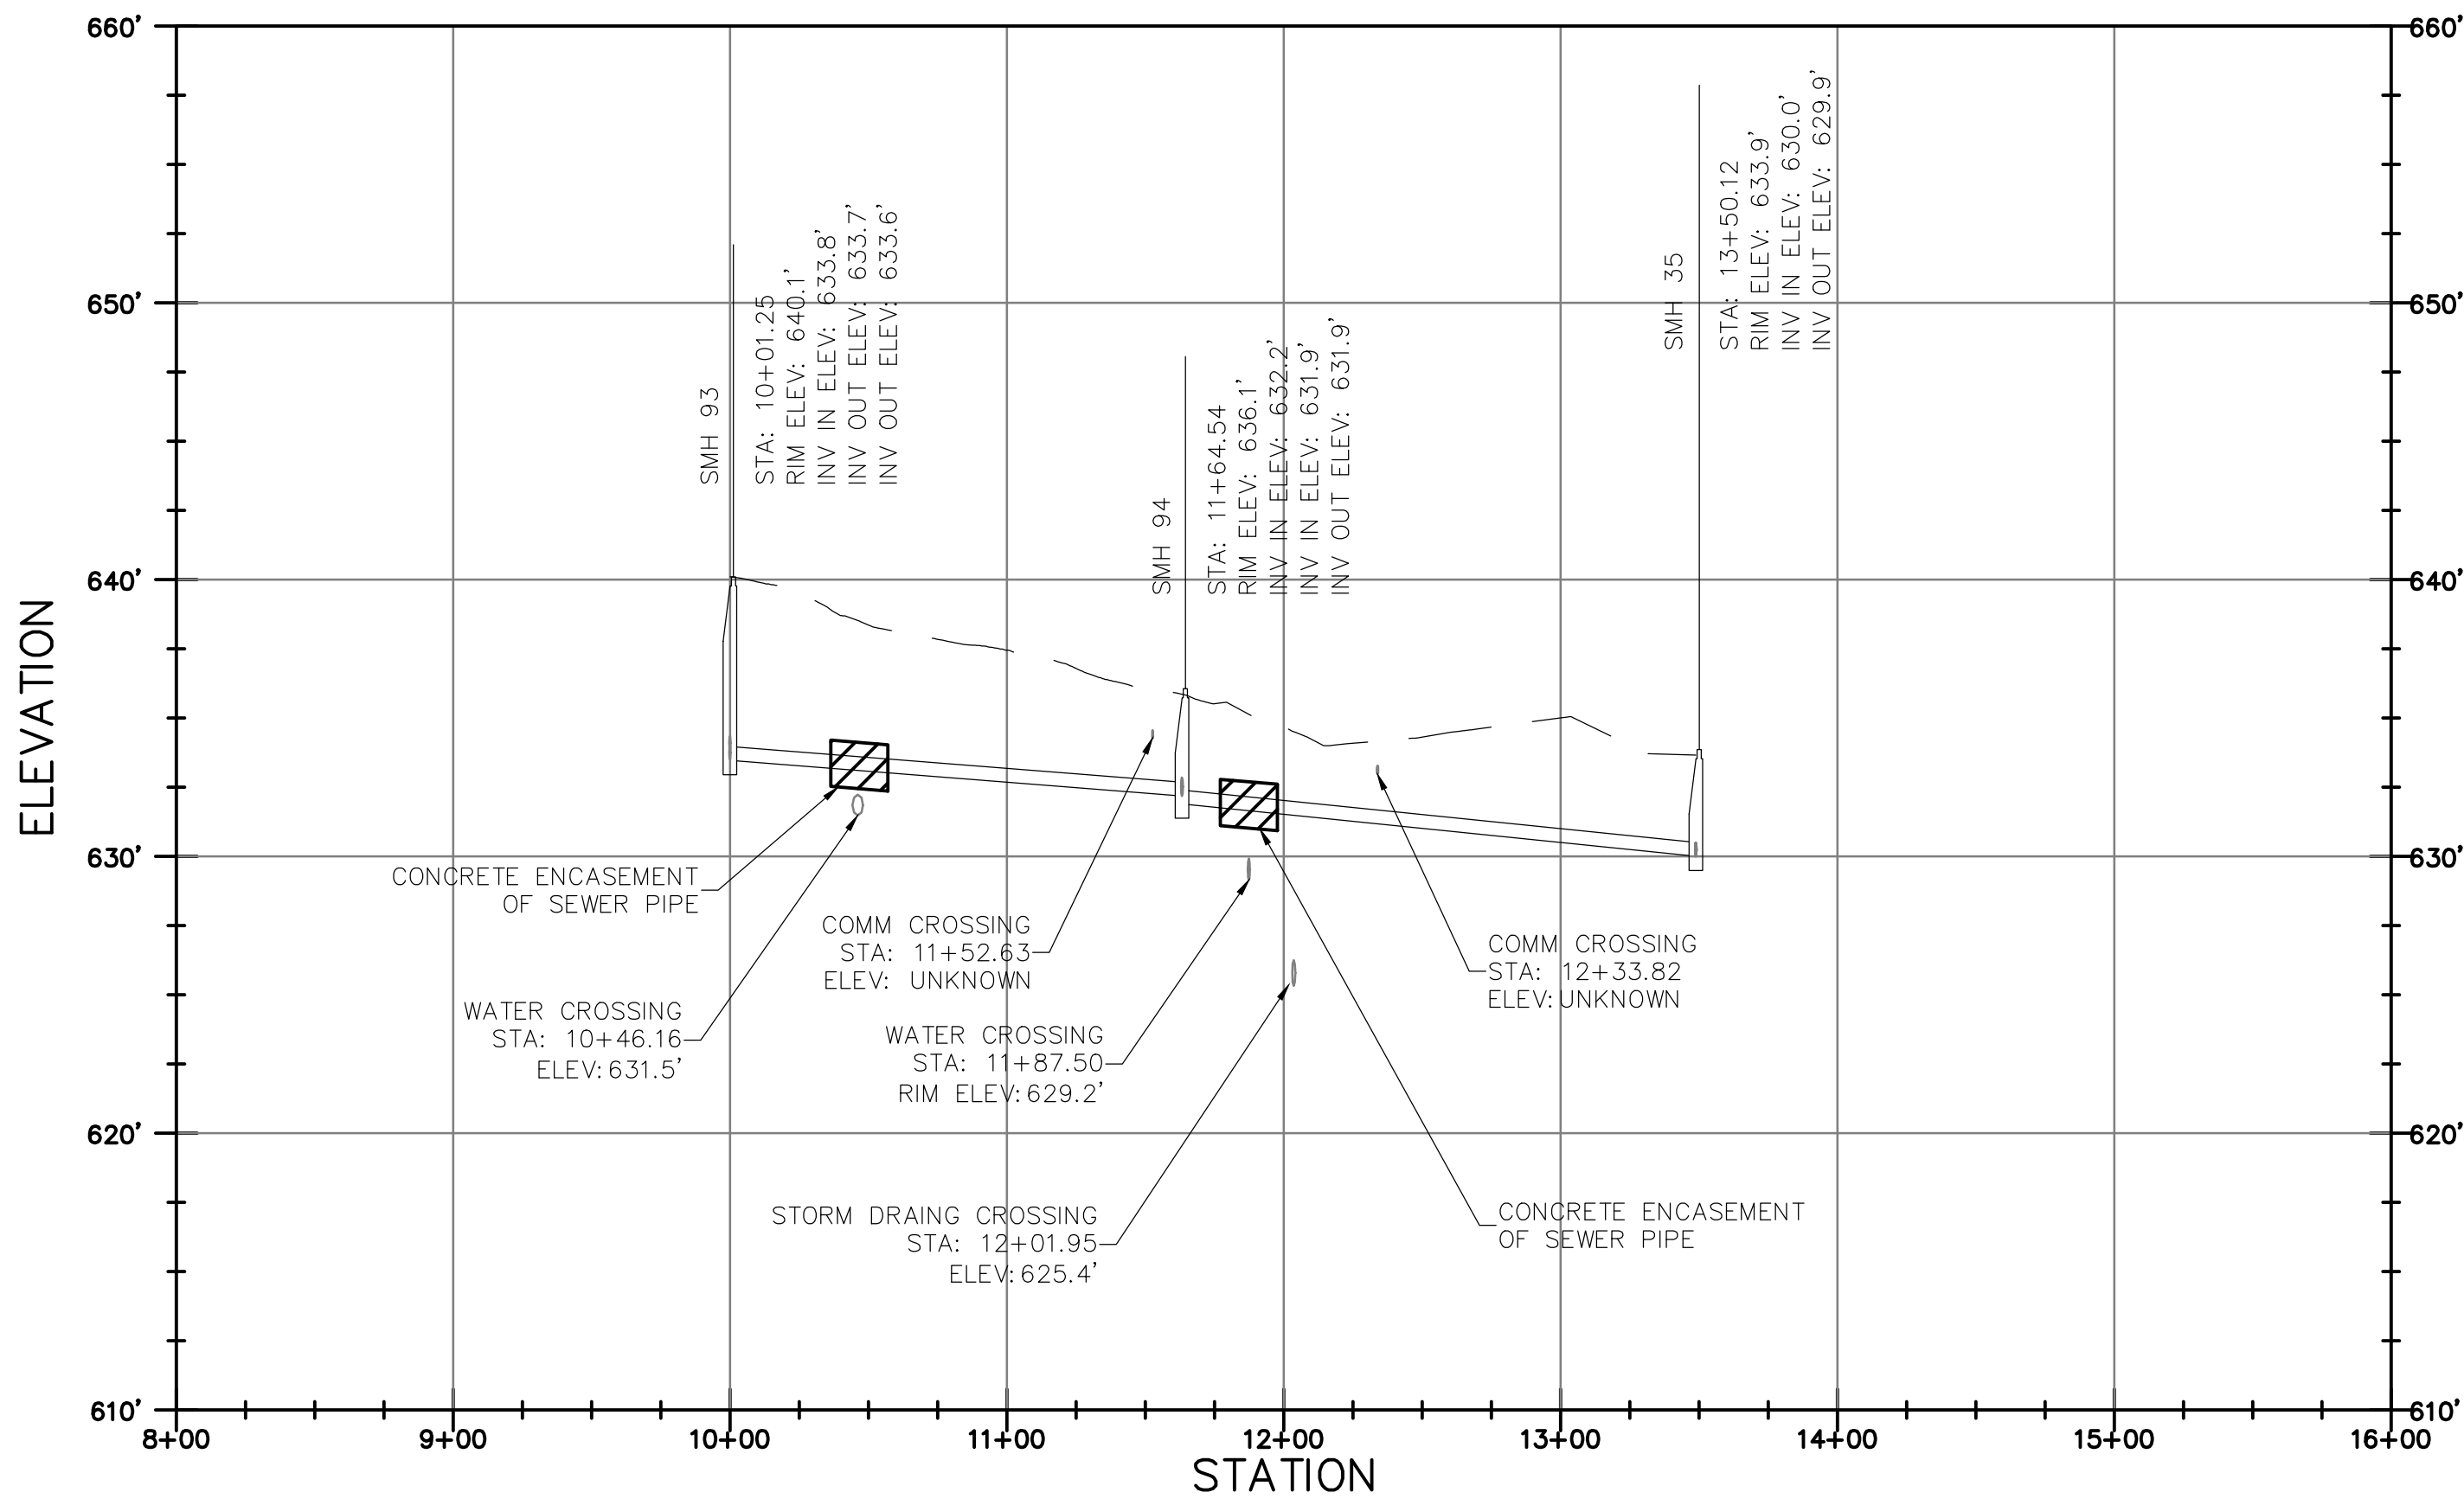 660'
660'
650'
650'
640'
640'
630'
630'
620'
620'
610'
610'
ELEVATION
SMH 93
STA: 10+01.25
RIM ELEV: 640.1'
INV IN ELEV: 633.8'
INV OUT ELEV: 633.7'
INV OUT ELEV: 633.6'
SMH 94
STA: 11+64.54
RIM ELEV: 636.1'
INV IN ELEV: 632.2'
INV IN ELEV: 631.9'
INV OUT ELEV: 631.9'
SMH 35
STA: 13+50.12
RIM ELEV: 633.9'
INV IN ELEV: 630.0'
INV OUT ELEV: 629.9'
CONCRETE ENCASEMENT
OF SEWER PIPE
WATER CROSSING
STA: 10+46.16
ELEV: 631.5'
COMM CROSSING
STA: 11+52.63
ELEV: UNKNOWN
WATER CROSSING
STA: 11+87.50
RIM ELEV: 629.2'
COMM CROSSING
STA: 12+33.82
ELEV: UNKNOWN
STORM DRAING CROSSING
STA: 12+01.95
ELEV: 625.4'
CONCRETE ENCASEMENT
OF SEWER PIPE
8+00
9+00
10+00
11+00
12+00
13+00
14+00
15+00
16+00
STATION